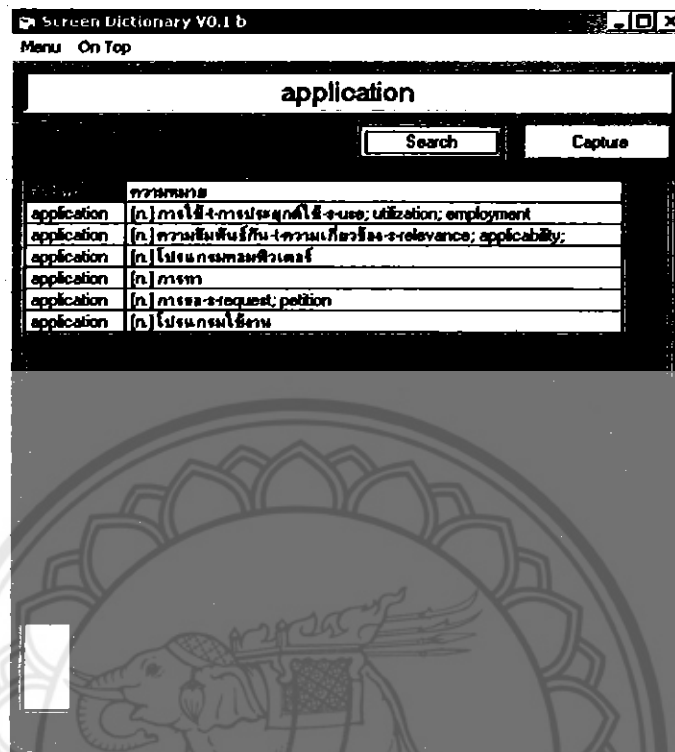 Screen Dictionary V0.1 b
Menu On Top
application
Search Capture
ความหมาย
application [n.] การใช้-t-การประยุกต์ใช้-s-use; utilization; employment
application [n.] ความสัมพันธ์กัน-t-ความเกี่ยวข้อง-s-relevance; applicability;
application [n.] โปรแกรมคอมพิวเตอร์
application [n.] การทา
application [n.] การขอ-s-request; petition
application [n.] โปรแกรมใช้งาน